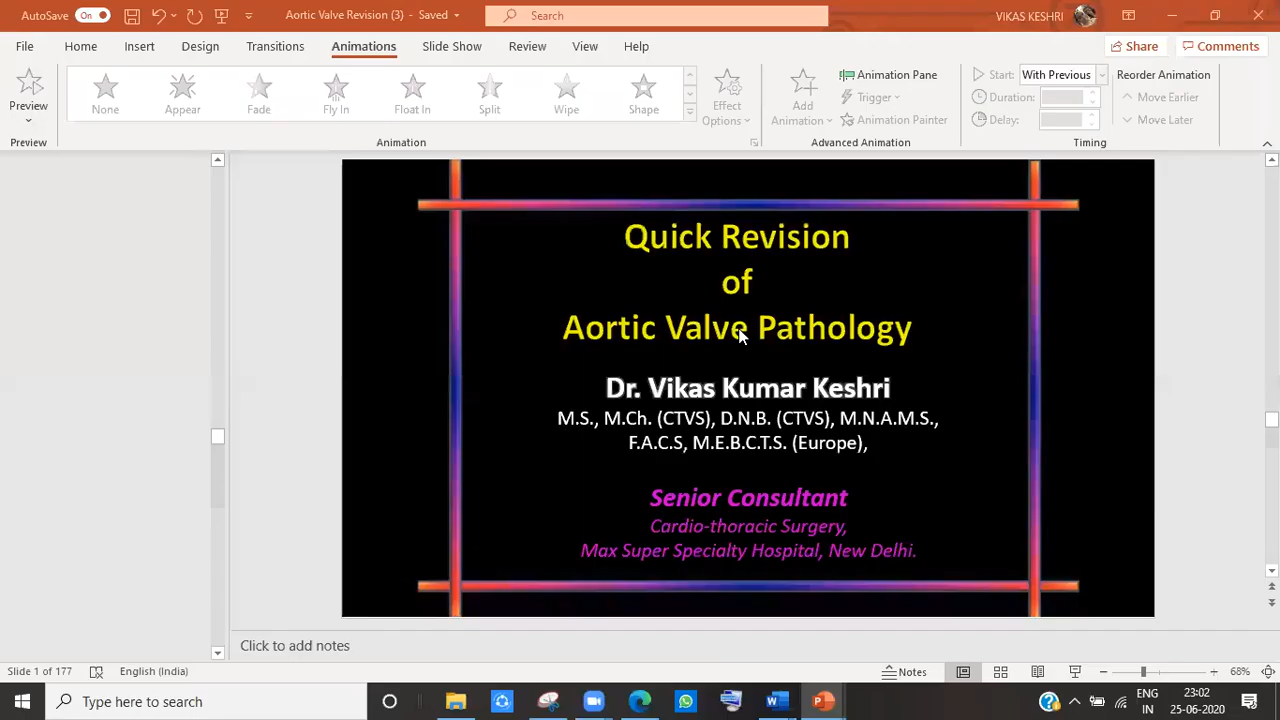 AutoSave On Aortic Valve Revision (3) - Saved Search VIKAS KESHRI
File Home Insert Design Transitions Animations Slide Show Review View Help Share Comments
Preview None Appear Fade Fly In Float In Split Wipe Shape Effect Options Add Animation Animation Pane Trigger Animation Painter Start: With Previous Duration: Delay: Reorder Animation Move Earlier Move Later
Preview Animation Advanced Animation Timing
Quick Revision
of
Aortic Valve Pathology
Dr. Vikas Kumar Keshri
M.S., M.Ch. (CTVS), D.N.B. (CTVS), M.N.A.M.S.,
F.A.C.S, M.E.B.C.T.S. (Europe),
Senior Consultant
Cardio-thoracic Surgery,
Max Super Specialty Hospital, New Delhi.
Click to add notes
Slide 1 of 177 English (India) Notes 68%
Type here to search ENG 23:02
IN 25-06-2020